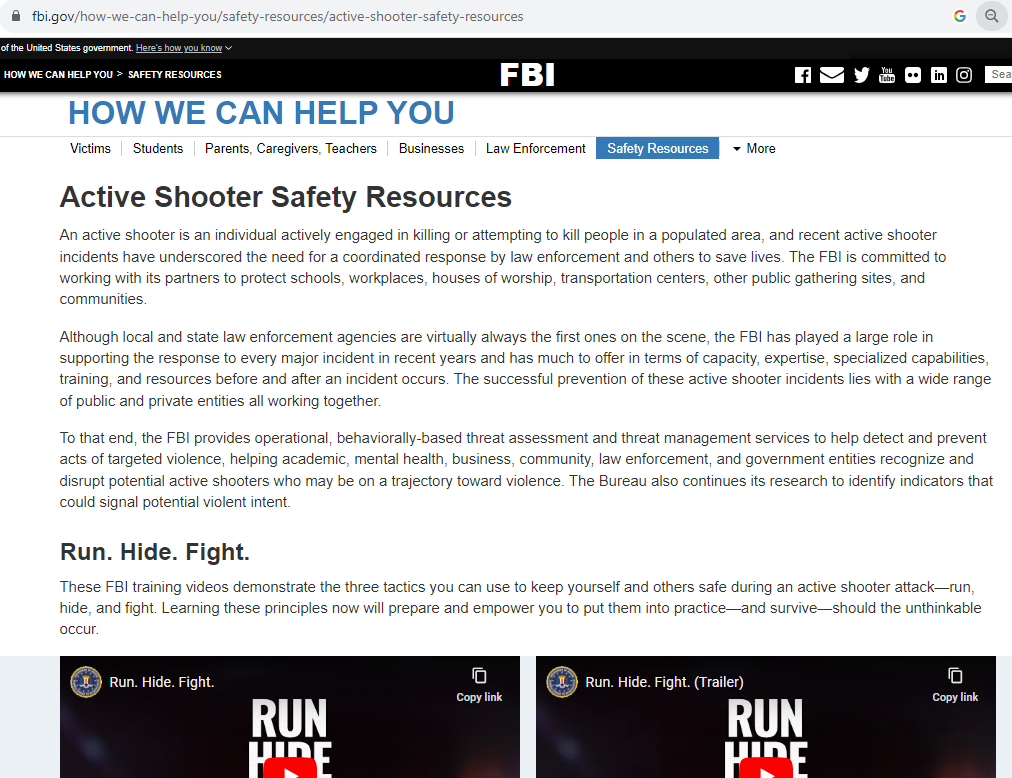 fbi.gov/how-we-can-help-you/safety-resources/active-shooter-safety-resources
of the United States government. Here's how you know
HOW WE CAN HELP YOU > SAFETY RESOURCES
FBI
You
Tube
in
Sea
HOW WE CAN HELP YOU
Victims
Students
Parents, Caregivers, Teachers
Businesses
Law Enforcement
Safety Resources
More
Active Shooter Safety Resources
An active shooter is an individual actively engaged in killing or attempting to kill people in a populated area, and recent active shooter
incidents have underscored the need for a coordinated response by law enforcement and others to save lives. The FBI is committed to
working with its partners to protect schools, workplaces, houses of worship, transportation centers, other public gathering sites, and
communities.
Although local and state law enforcement agencies are virtually always the first ones on the scene, the FBI has played a large role in
supporting the response to every major incident in recent years and has much to offer in terms of capacity, expertise, specialized capabilities,
training, and resources before and after an incident occurs. The successful prevention of these active shooter incidents lies with a wide range
of public and private entities all working together.
To that end, the FBI provides operational, behaviorally-based threat assessment and threat management services to help detect and prevent
acts of targeted violence, helping academic, mental health, business, community, law enforcement, and government entities recognize and
disrupt potential active shooters who may be on a trajectory toward violence. The Bureau also continues its research to identify indicators that
could signal potential violent intent.
Run. Hide. Fight.
These FBI training videos demonstrate the three tactics you can use to keep yourself and others safe during an active shooter attack—run,
hide, and fight. Learning these principles now will prepare and empower you to put them into practice—and survive—should the unthinkable
occur.
Run. Hide. Fight.
Copy link
RUN
HIDE
Run. Hide. Fight. (Trailer)
Copy link
RUN
HIDE